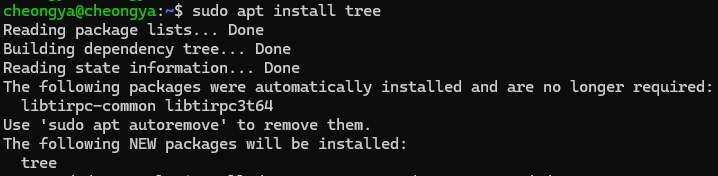 cheongya@cheongya:~$ sudo apt install tree
Reading package lists... Done
Building dependency tree... Done
Reading state information... Done
The following packages were automatically installed and are no longer required:
  libtirpc-common libtirpc3t64
Use 'sudo apt autoremove' to remove them.
The following NEW packages will be installed:
  tree